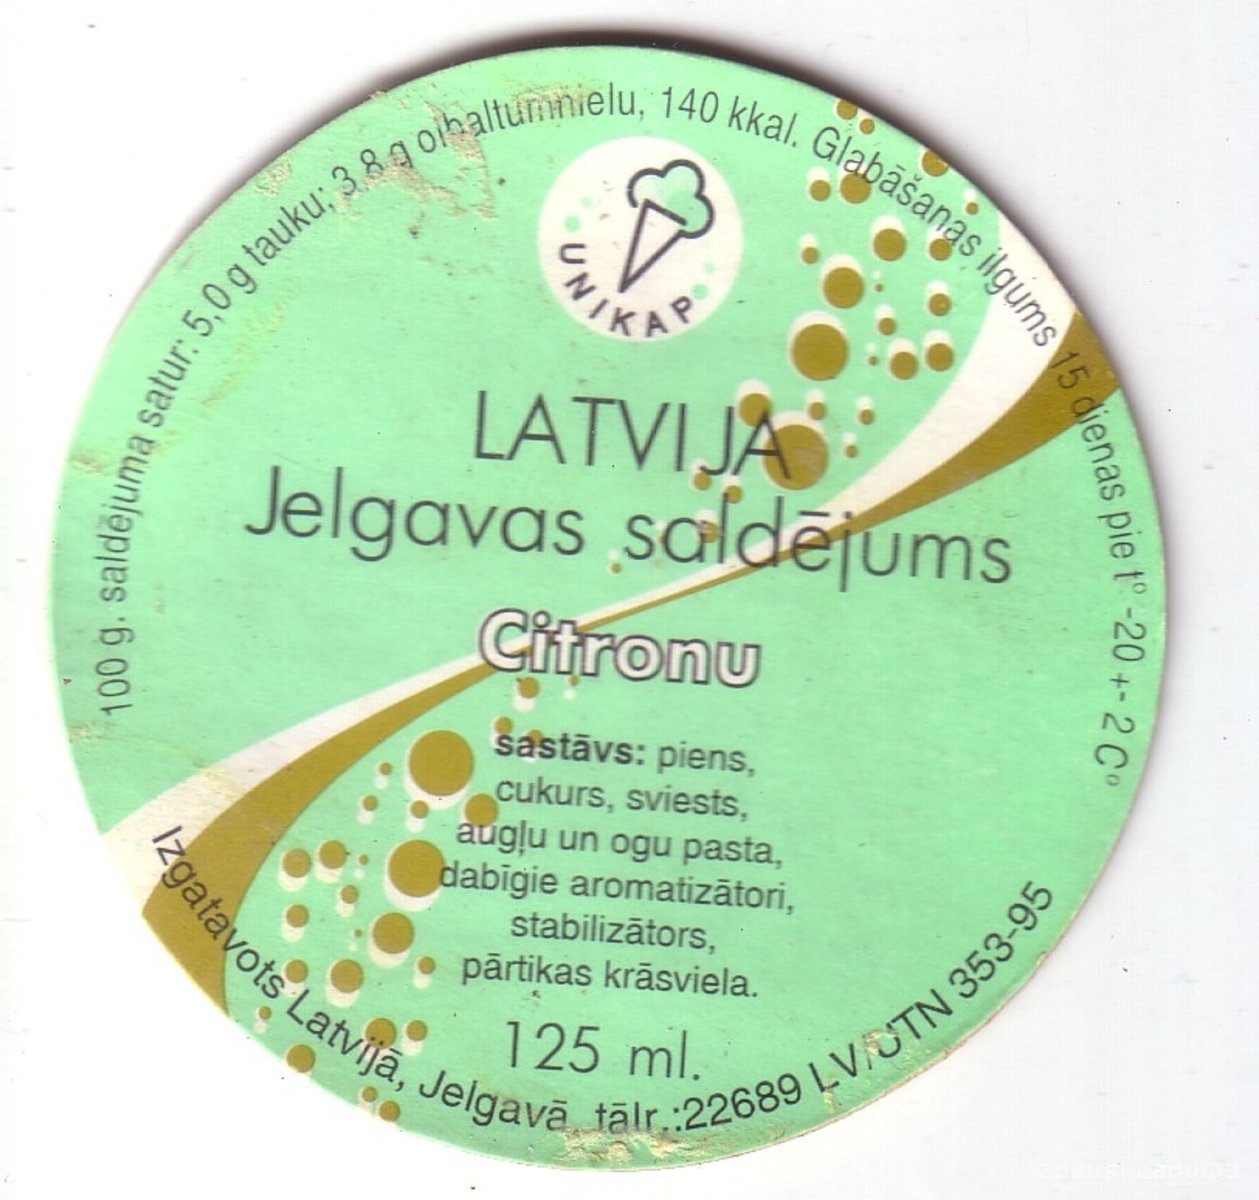 100 g. saldējuma satur: 5,0 g tauku; 3,8 g olbaltumnielu, 140 kkal. Glabāšanas ilgums 15 dienas pie t° -20 +- 2 C°
UNIKAP
LATVIJA
Jelgavas saldējums
Citronu
sastāvs: piens,
cukurs, sviests,
augļu un ogu pasta,
dabīgie aromatizātori,
stabilizātors,
pārtikas krāsviela.
125 ml.
Izgatavots Latvijā, Jelgavā, tālr.:22689 LV/UTN 353-95